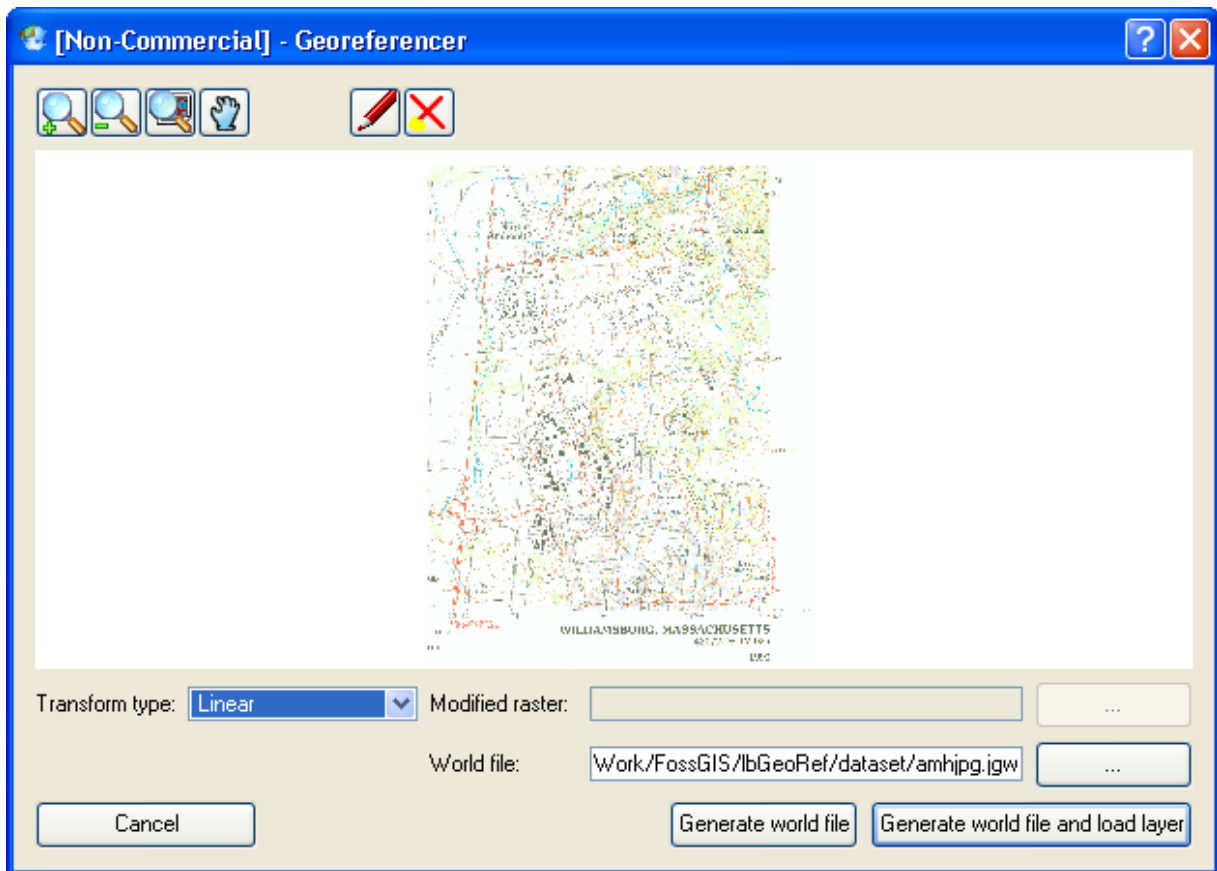 [Non-Commercial] - Georeferencer
WILLIAMSBURG, MASSACHUSETTS
Transform type: Linear Modified raster: ...
World file: Work/FossGIS/lbGeoRef/dataset/amhjpg.jgw ...
Cancel Generate world file Generate world file and load layer